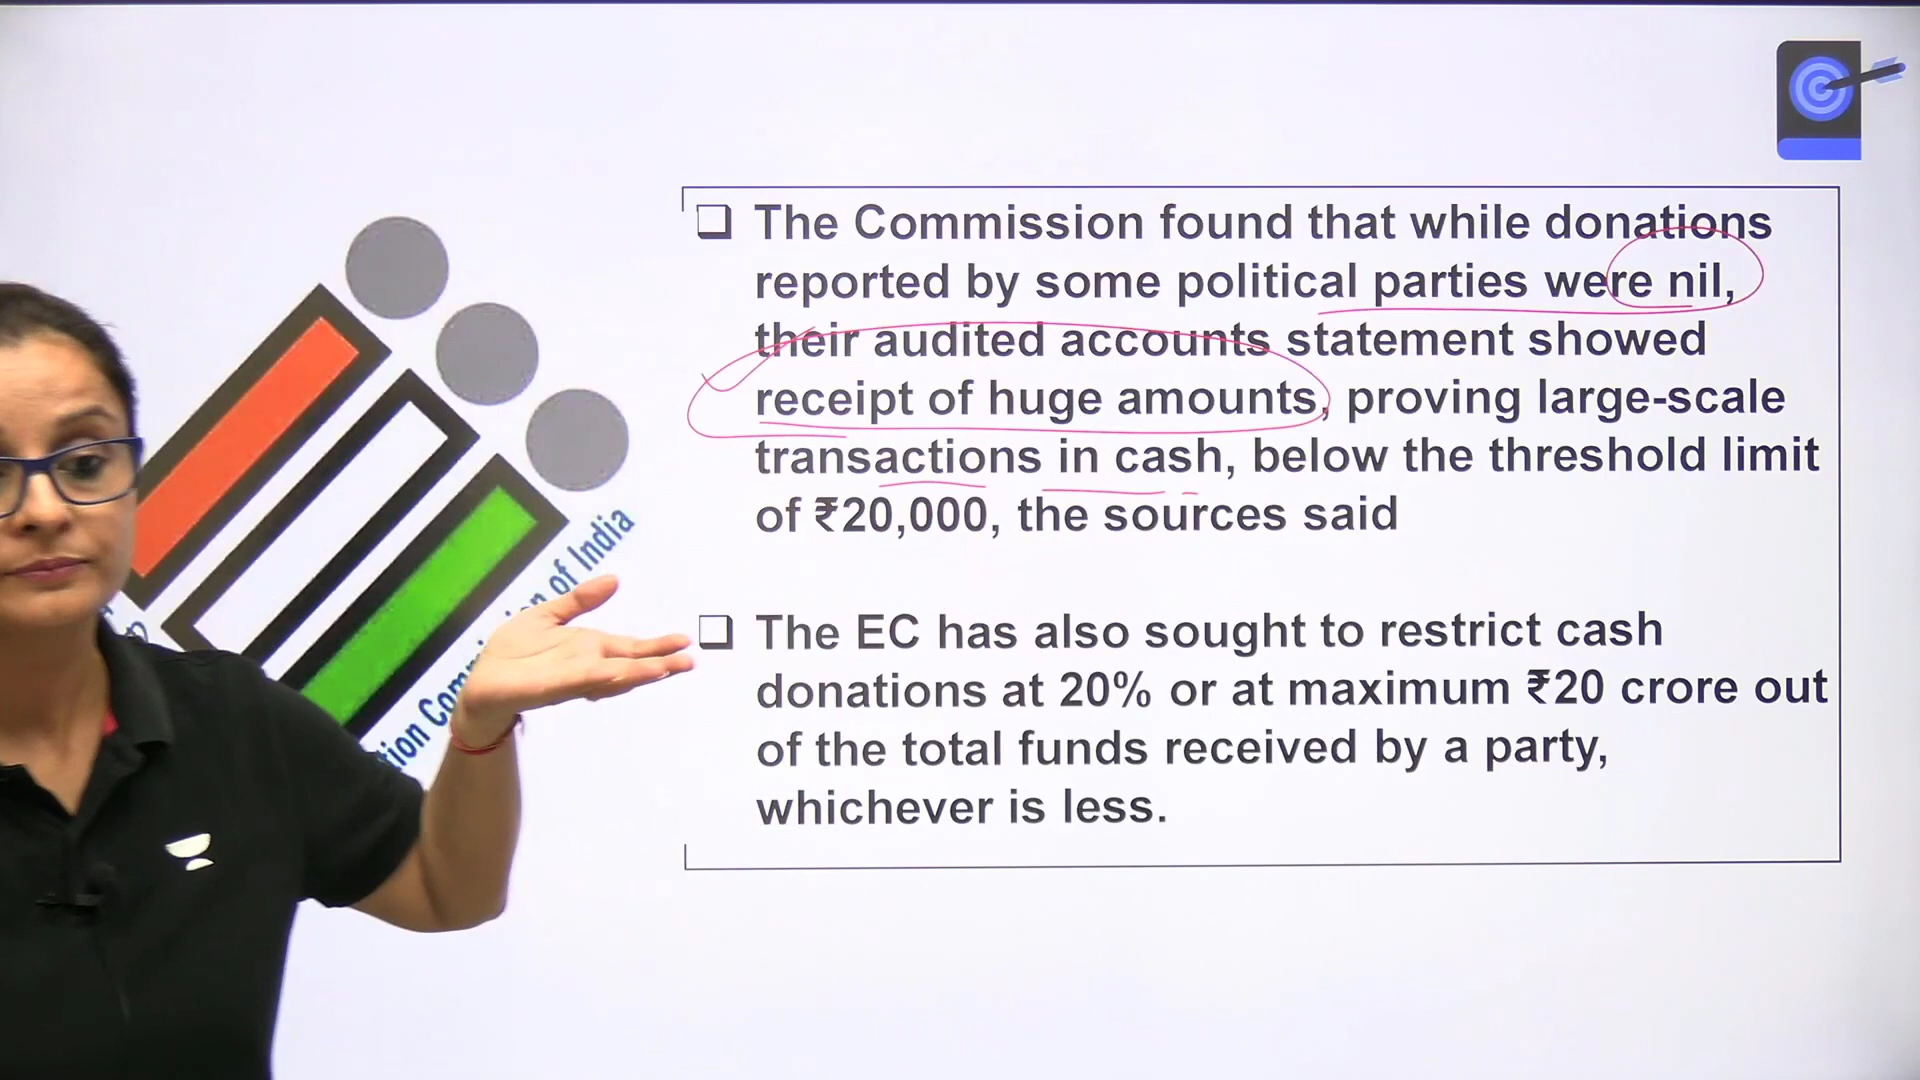 The Commission found that while donations
reported by some political parties were nil,
their audited accounts statement showed
receipt of huge amounts, proving large-scale
transactions in cash, below the threshold limit
of ₹20,000, the sources said
The EC has also sought to restrict cash
donations at 20% or at maximum ₹20 crore out
of the total funds received by a party,
whichever is less.
of India